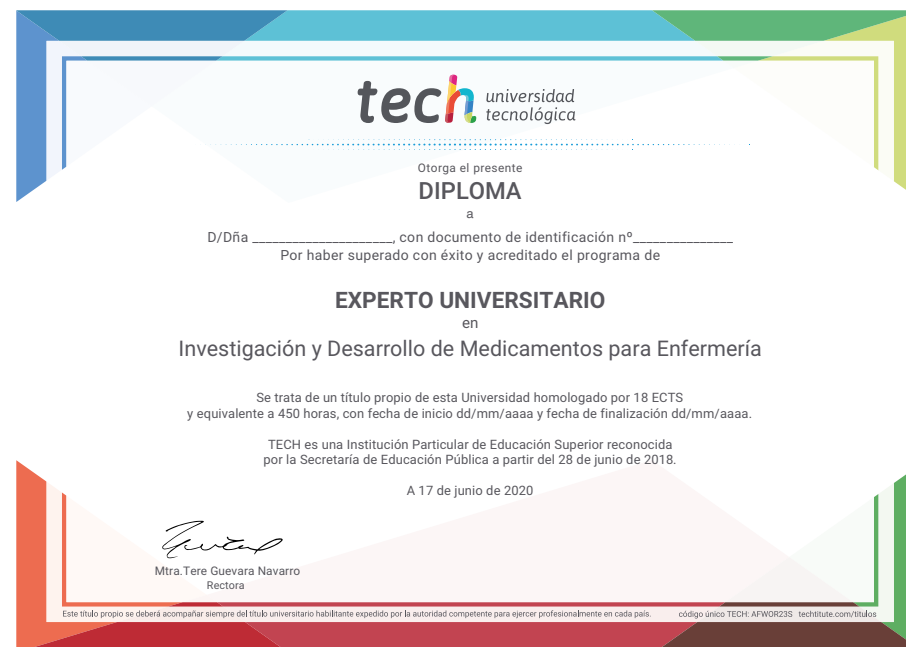 tech universidad
tecnológica
Otorga el presente
DIPLOMA
a
D/Dña _____________________, con documento de identificación nº_______________
Por haber superado con éxito y acreditado el programa de
EXPERTO UNIVERSITARIO
en
Investigación y Desarrollo de Medicamentos para Enfermería
Se trata de un título propio de esta Universidad homologado por 18 ECTS
y equivalente a 450 horas, con fecha de inicio dd/mm/aaaa y fecha de finalización dd/mm/aaaa.
TECH es una Institución Particular de Educación Superior reconocida
por la Secretaría de Educación Pública a partir del 28 de junio de 2018.
A 17 de junio de 2020
Mtra.Tere Guevara Navarro
Rectora
Este título propio se deberá acompañar siempre del título universitario habilitante expedido por la autoridad competente para ejercer profesionalmente en cada país. código único TECH: AFWOR23S techtitute.com/titulos